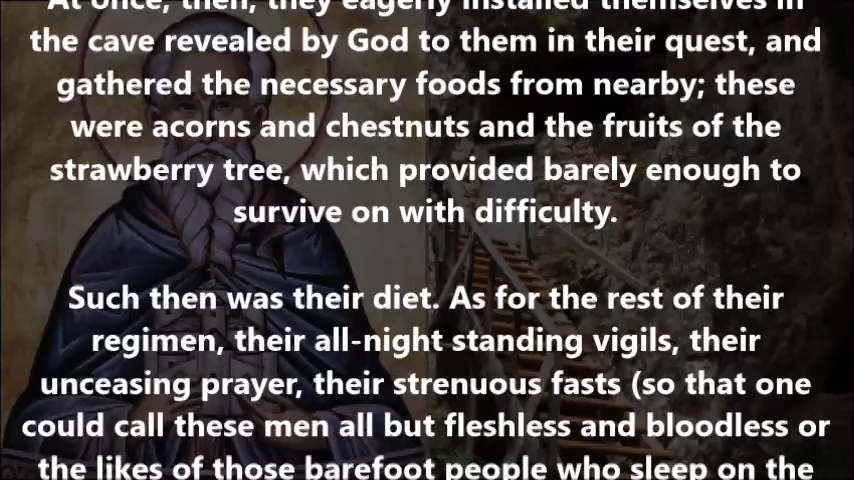 At once, then, they eagerly installed themselves in
the cave revealed by God to them in their quest, and
gathered the necessary foods from nearby; these
were acorns and chestnuts and the fruits of the
strawberry tree, which provided barely enough to
survive on with difficulty.
Such then was their diet. As for the rest of their
regimen, their all-night standing vigils, their
unceasing prayer, their strenuous fasts (so that one
could call these men all but fleshless and bloodless or
the likes of those barefoot people who sleep on the